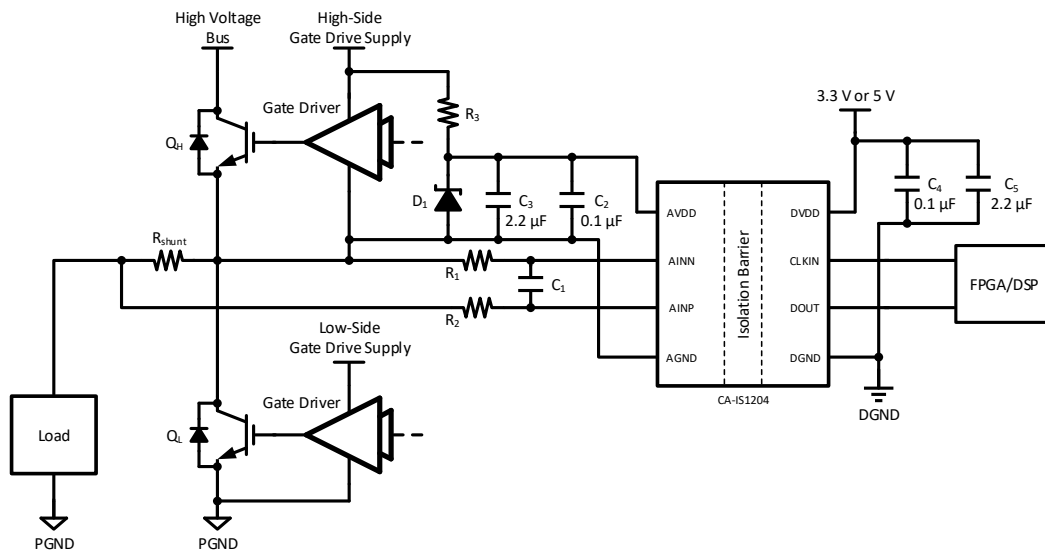 High Voltage
Bus
High-Side
Gate Drive Supply
3.3 V or 5 V
Gate Driver
R3
QH
D1
C3
2.2 µF
C2
0.1 µF
C4
0.1 µF
C5
2.2 µF
AVDD
DVDD
Rshunt
R1
AINN
CLKIN
C1
Isolation Barrier
FPGA/DSP
R2
AINP
DOUT
Low-Side
Gate Drive Supply
AGND
DGND
CA-IS1204
Gate Driver
DGND
Load
QL
PGND
PGND